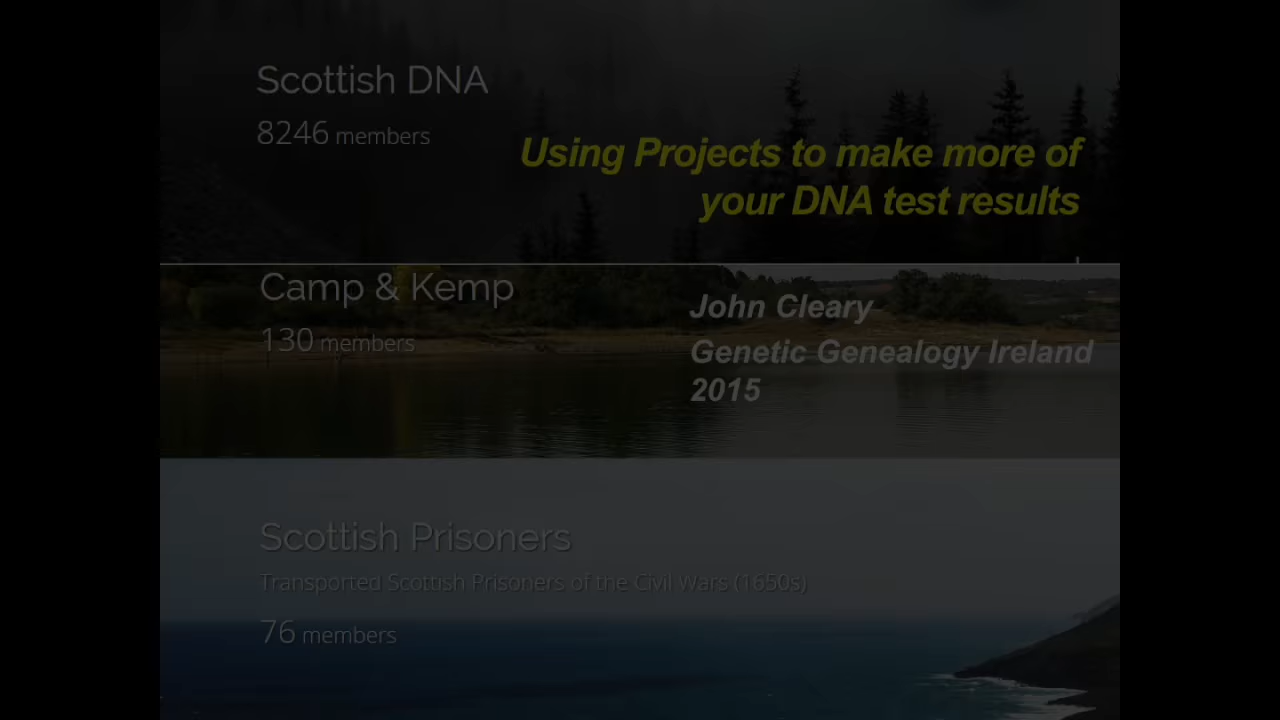 Scottish DNA
8246 members
Using Projects to make more of
your DNA test results
Camp & Kemp
130 members
John Cleary
Genetic Genealogy Ireland
2015
Scottish Prisoners
Transported Scottish Prisoners of the Civil Wars (1650s)
76 members